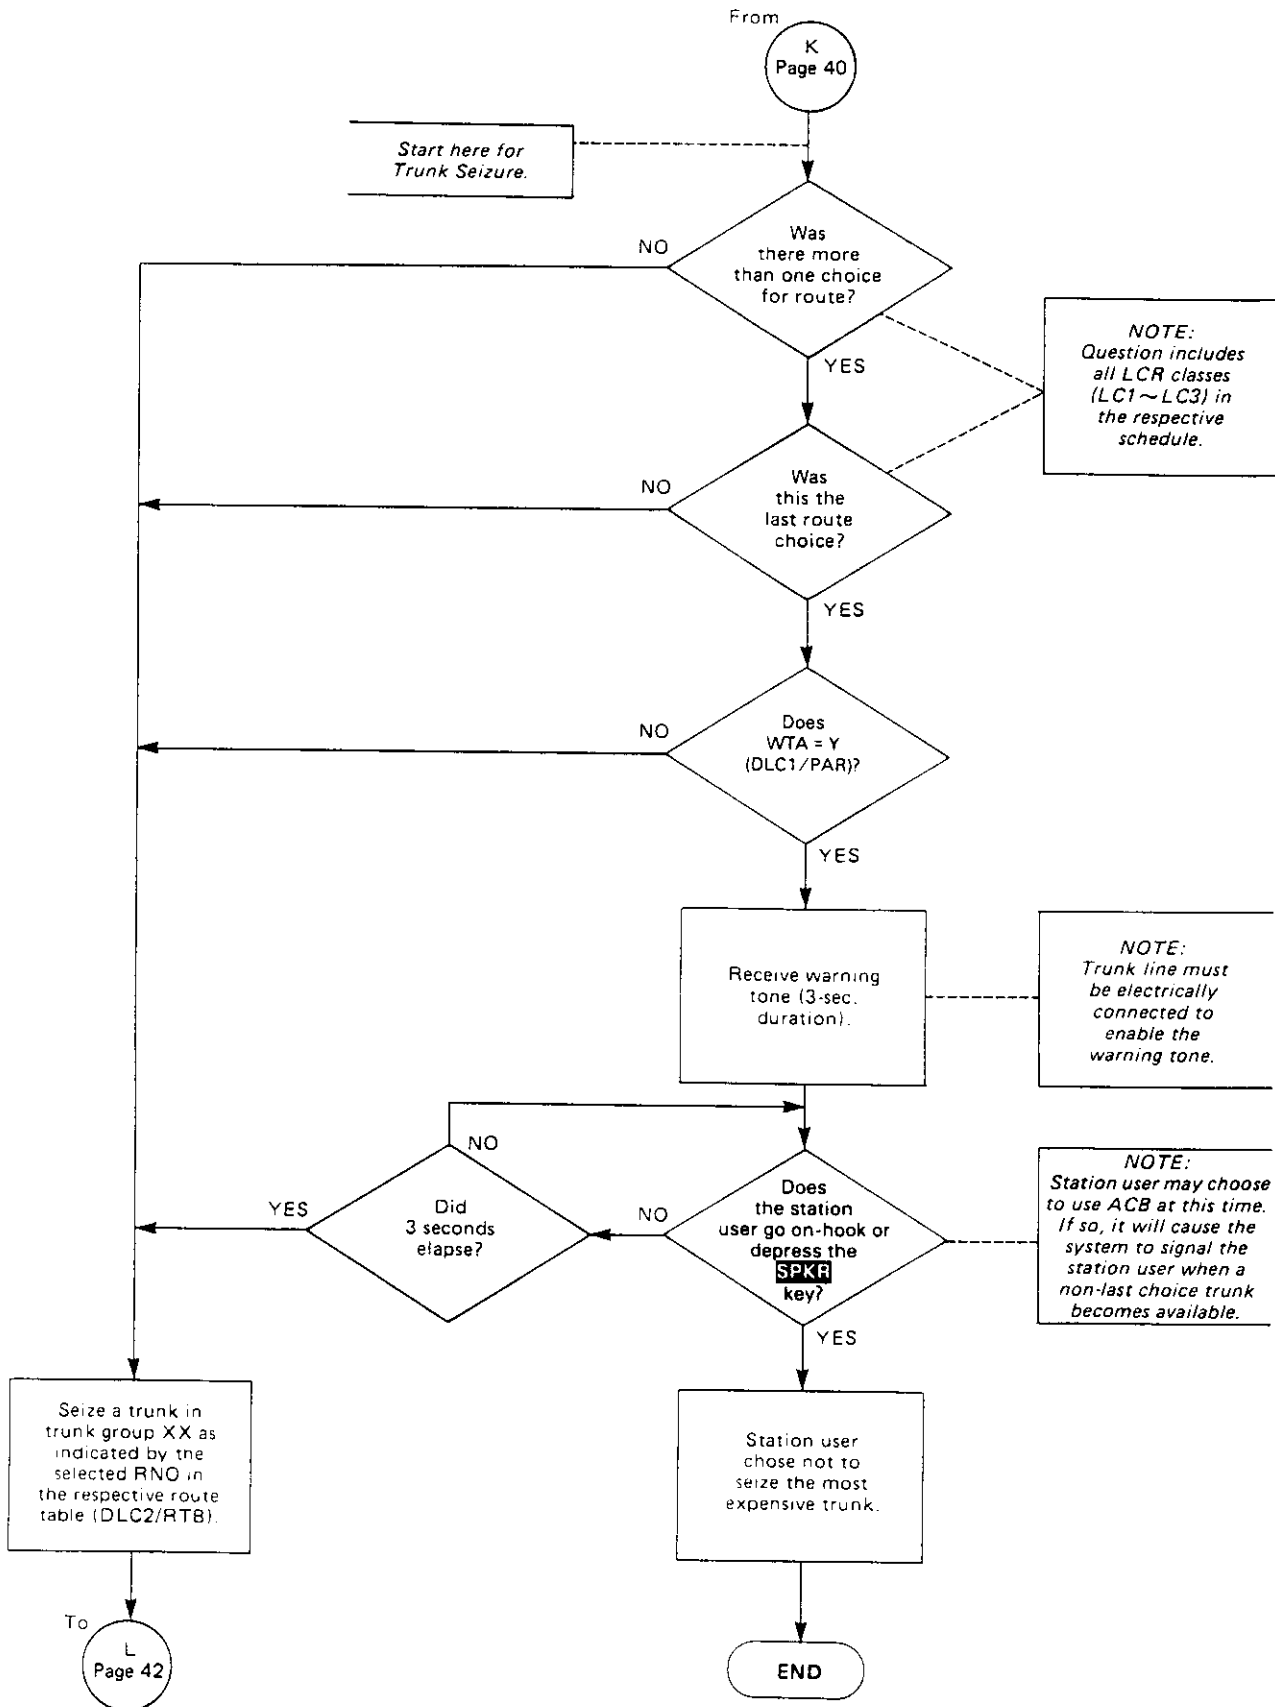 From
K
Page 40
Start here for
Trunk Seizure.
NO
Was
there more
than one choice
for route?
YES
NOTE:
Question includes
all LCR classes
(LC1~LC3) in
the respective
schedule.
NO
Was
this the
last route
choice?
YES
NO
Does
WTA = Y
(DLC1/PAR)?
YES
Receive warning
tone (3-sec.
duration).
NOTE:
Trunk line must
be electrically
connected to
enable the
warning tone.
NO
YES
Did
3 seconds
elapse?
NO
Does
the station
user go on-hook or
depress the
SPKR
key?
YES
NOTE:
Station user may choose
to use ACB at this time.
If so, it will cause the
system to signal the
station user when a
non-last choice trunk
becomes available.
Seize a trunk in
trunk group XX as
indicated by the
selected RNO in
the respective route
table (DLC2/RTB).
Station user
chose not to
seize the most
expensive trunk.
To
L
Page 42
END